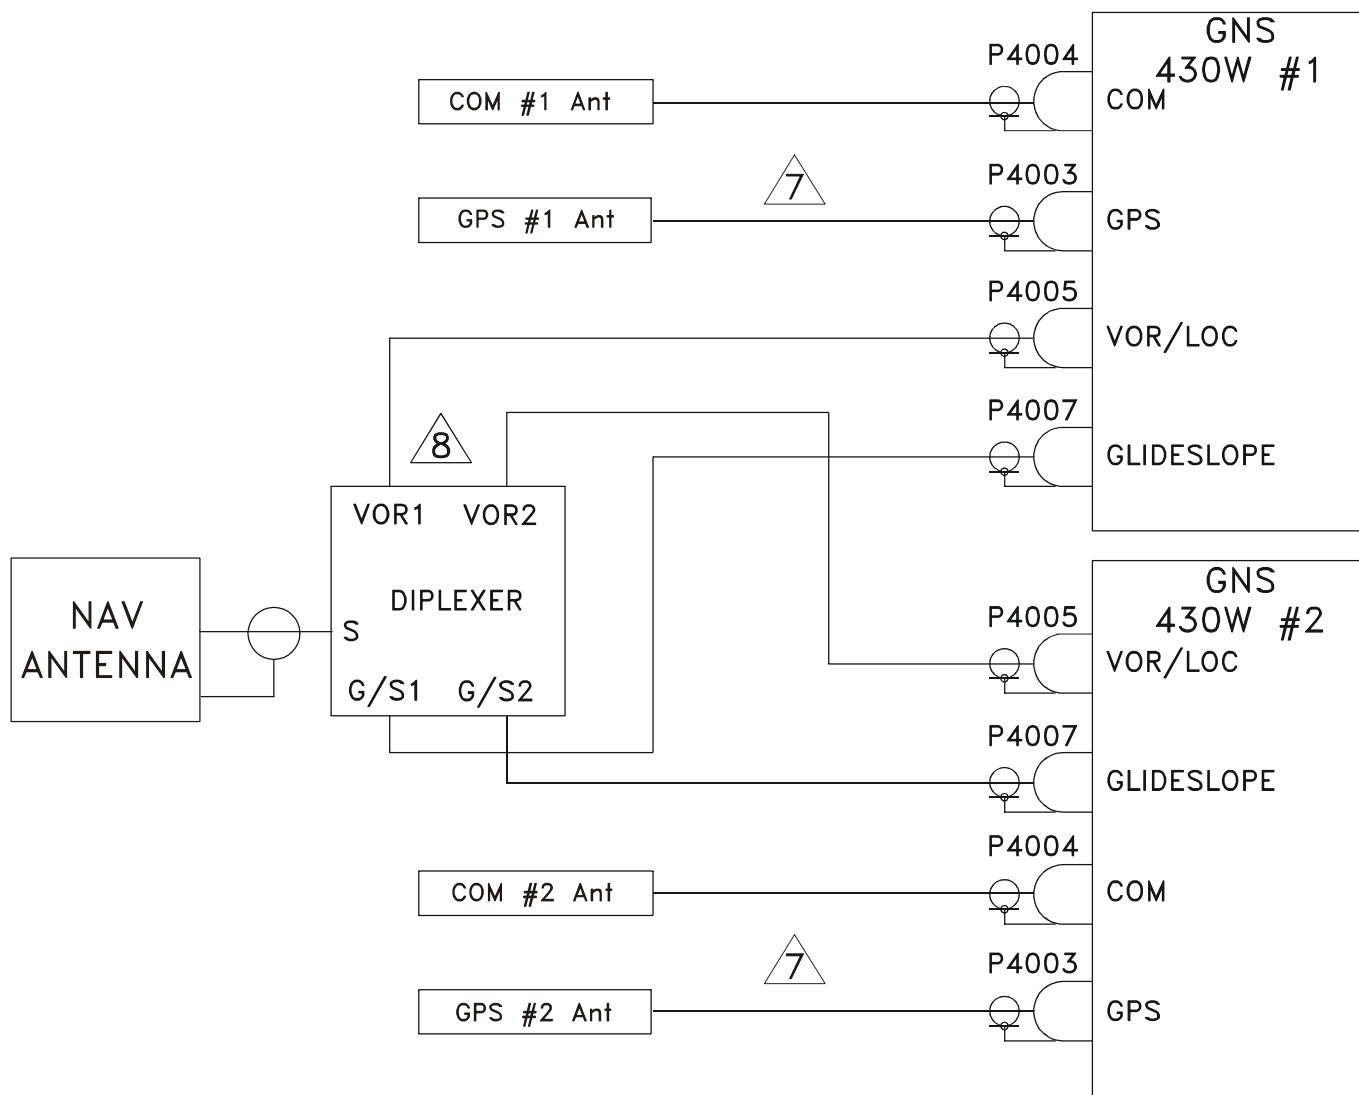 GNS
430W #1
P4004
COM #1 Ant
COM
7
P4003
GPS #1 Ant
GPS
P4005
VOR/LOC
P4007
8
GLIDESLOPE
VOR1 VOR2
DIPLEXER
S
G/S1 G/S2
NAV
ANTENNA
GNS
430W #2
P4005
VOR/LOC
P4007
GLIDESLOPE
P4004
COM #2 Ant
COM
7
P4003
GPS #2 Ant
GPS